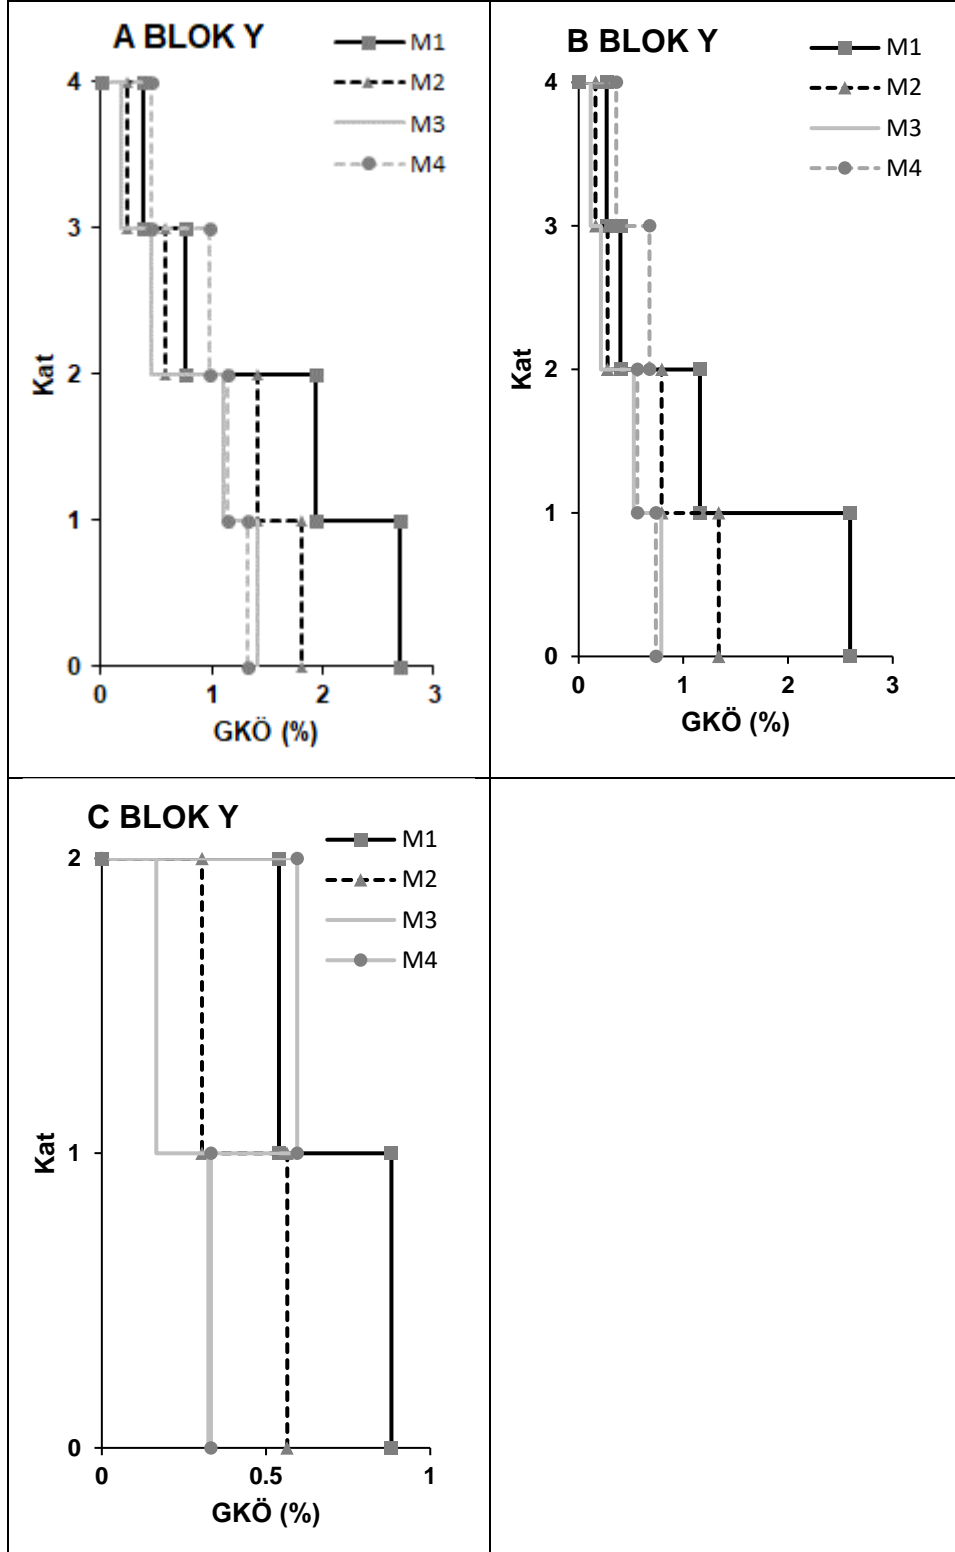 A BLOK Y
M1
M2
M3
M4
4
3
2
1
0
Kat
0 1 2 3
GKÖ (%)
B BLOK Y
M1
M2
M3
M4
4
3
2
1
0
Kat
0 1 2 3
GKÖ (%)
C BLOK Y
M1
M2
M3
M4
2
1
0
Kat
0 0.5 1
GKÖ (%)